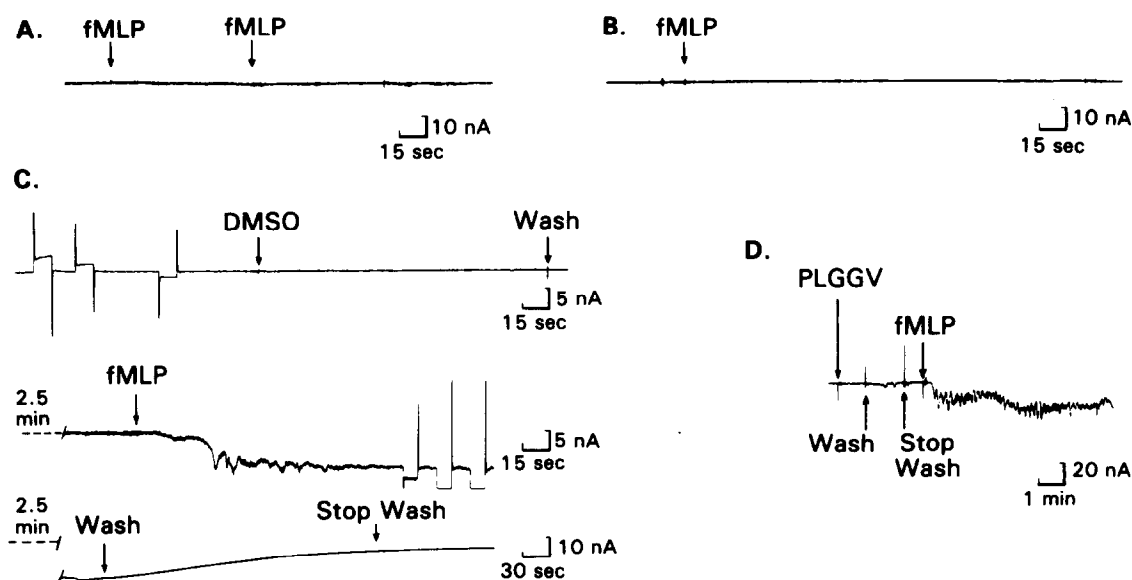 A.
fMLP
fMLP
10 nA
15 sec
B.
fMLP
10 nA
15 sec
C.
DMSO
Wash
5 nA
15 sec
2.5
min
fMLP
5 nA
15 sec
2.5
min
Wash
Stop Wash
10 nA
30 sec
D.
PLGGV
fMLP
Wash
Stop
Wash
20 nA
1 min